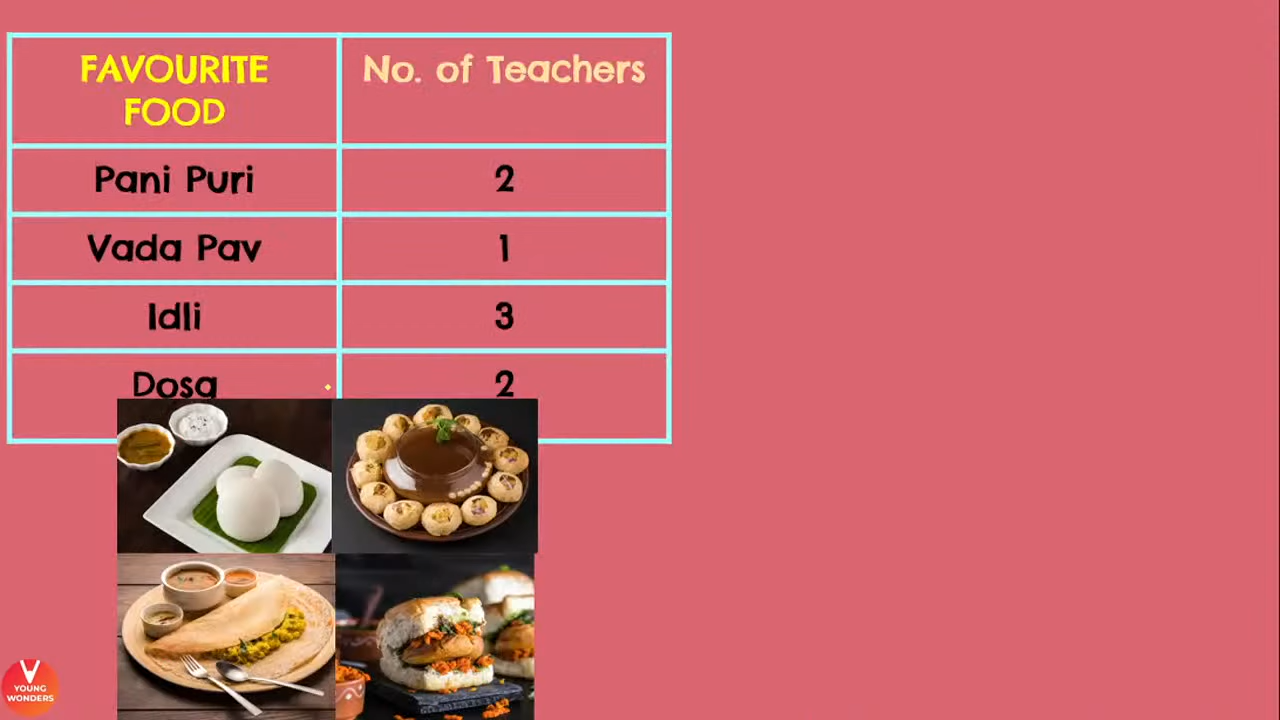 FAVOURITE
FOOD
No. of Teachers
Pani Puri
2
Vada Pav
1
Idli
3
Dosa
2
YOUNG
WONDERS